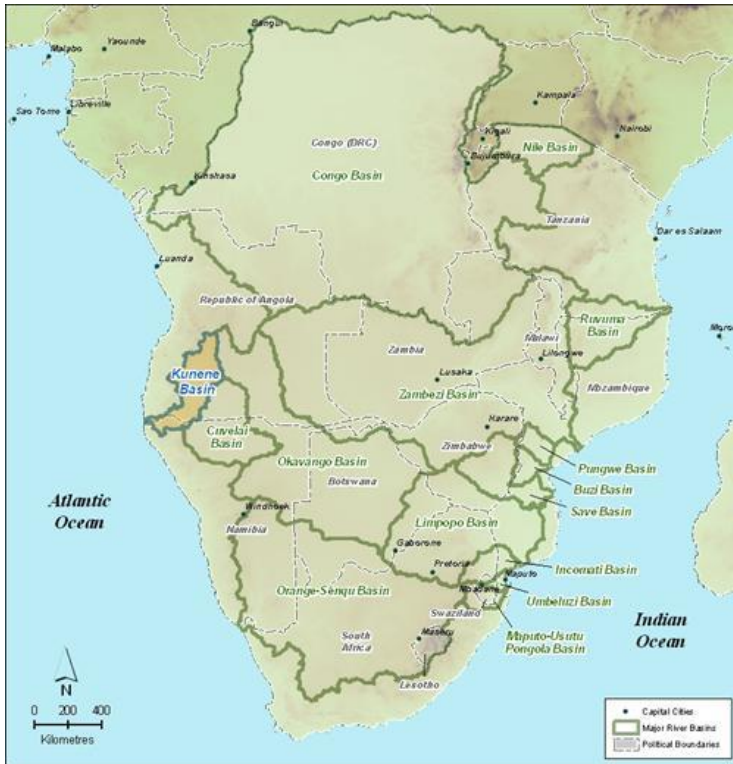 Bangui
Yaounde
Malabo
Kampala
Libreville
Sao Tome
Kigali
Nairobi
Congo (DRC)
Nile Basin
Bujumbura
Congo Basin
Kinshasa
Tanzania
Dar es Salaam
Luanda
Republic of Angola
Ruvuma
Basin
Malawi
Moro
Zambia
Lilongwe
Kunene
Basin
Lusaka
Mozambique
Zambezi Basin
Harare
Cuvelai
Basin
Zimbabwe
Okavango Basin
Pungwe Basin
Botswana
Buzi Basin
Atlantic
Ocean
Save Basin
Windhoek
Limpopo Basin
Namibia
Gaborone
Pretoria
Incomati Basin
Maputo
Mbabane
Orange-Senqu Basin
Umbeluzi Basin
Swaziland
Indian
Ocean
South
Africa
Maseru
Maputo-Usutu
Pongola Basin
Lesotho
N
0 200 400
Kilometres
Capital Cities
Major River Basins
Political Boundaries